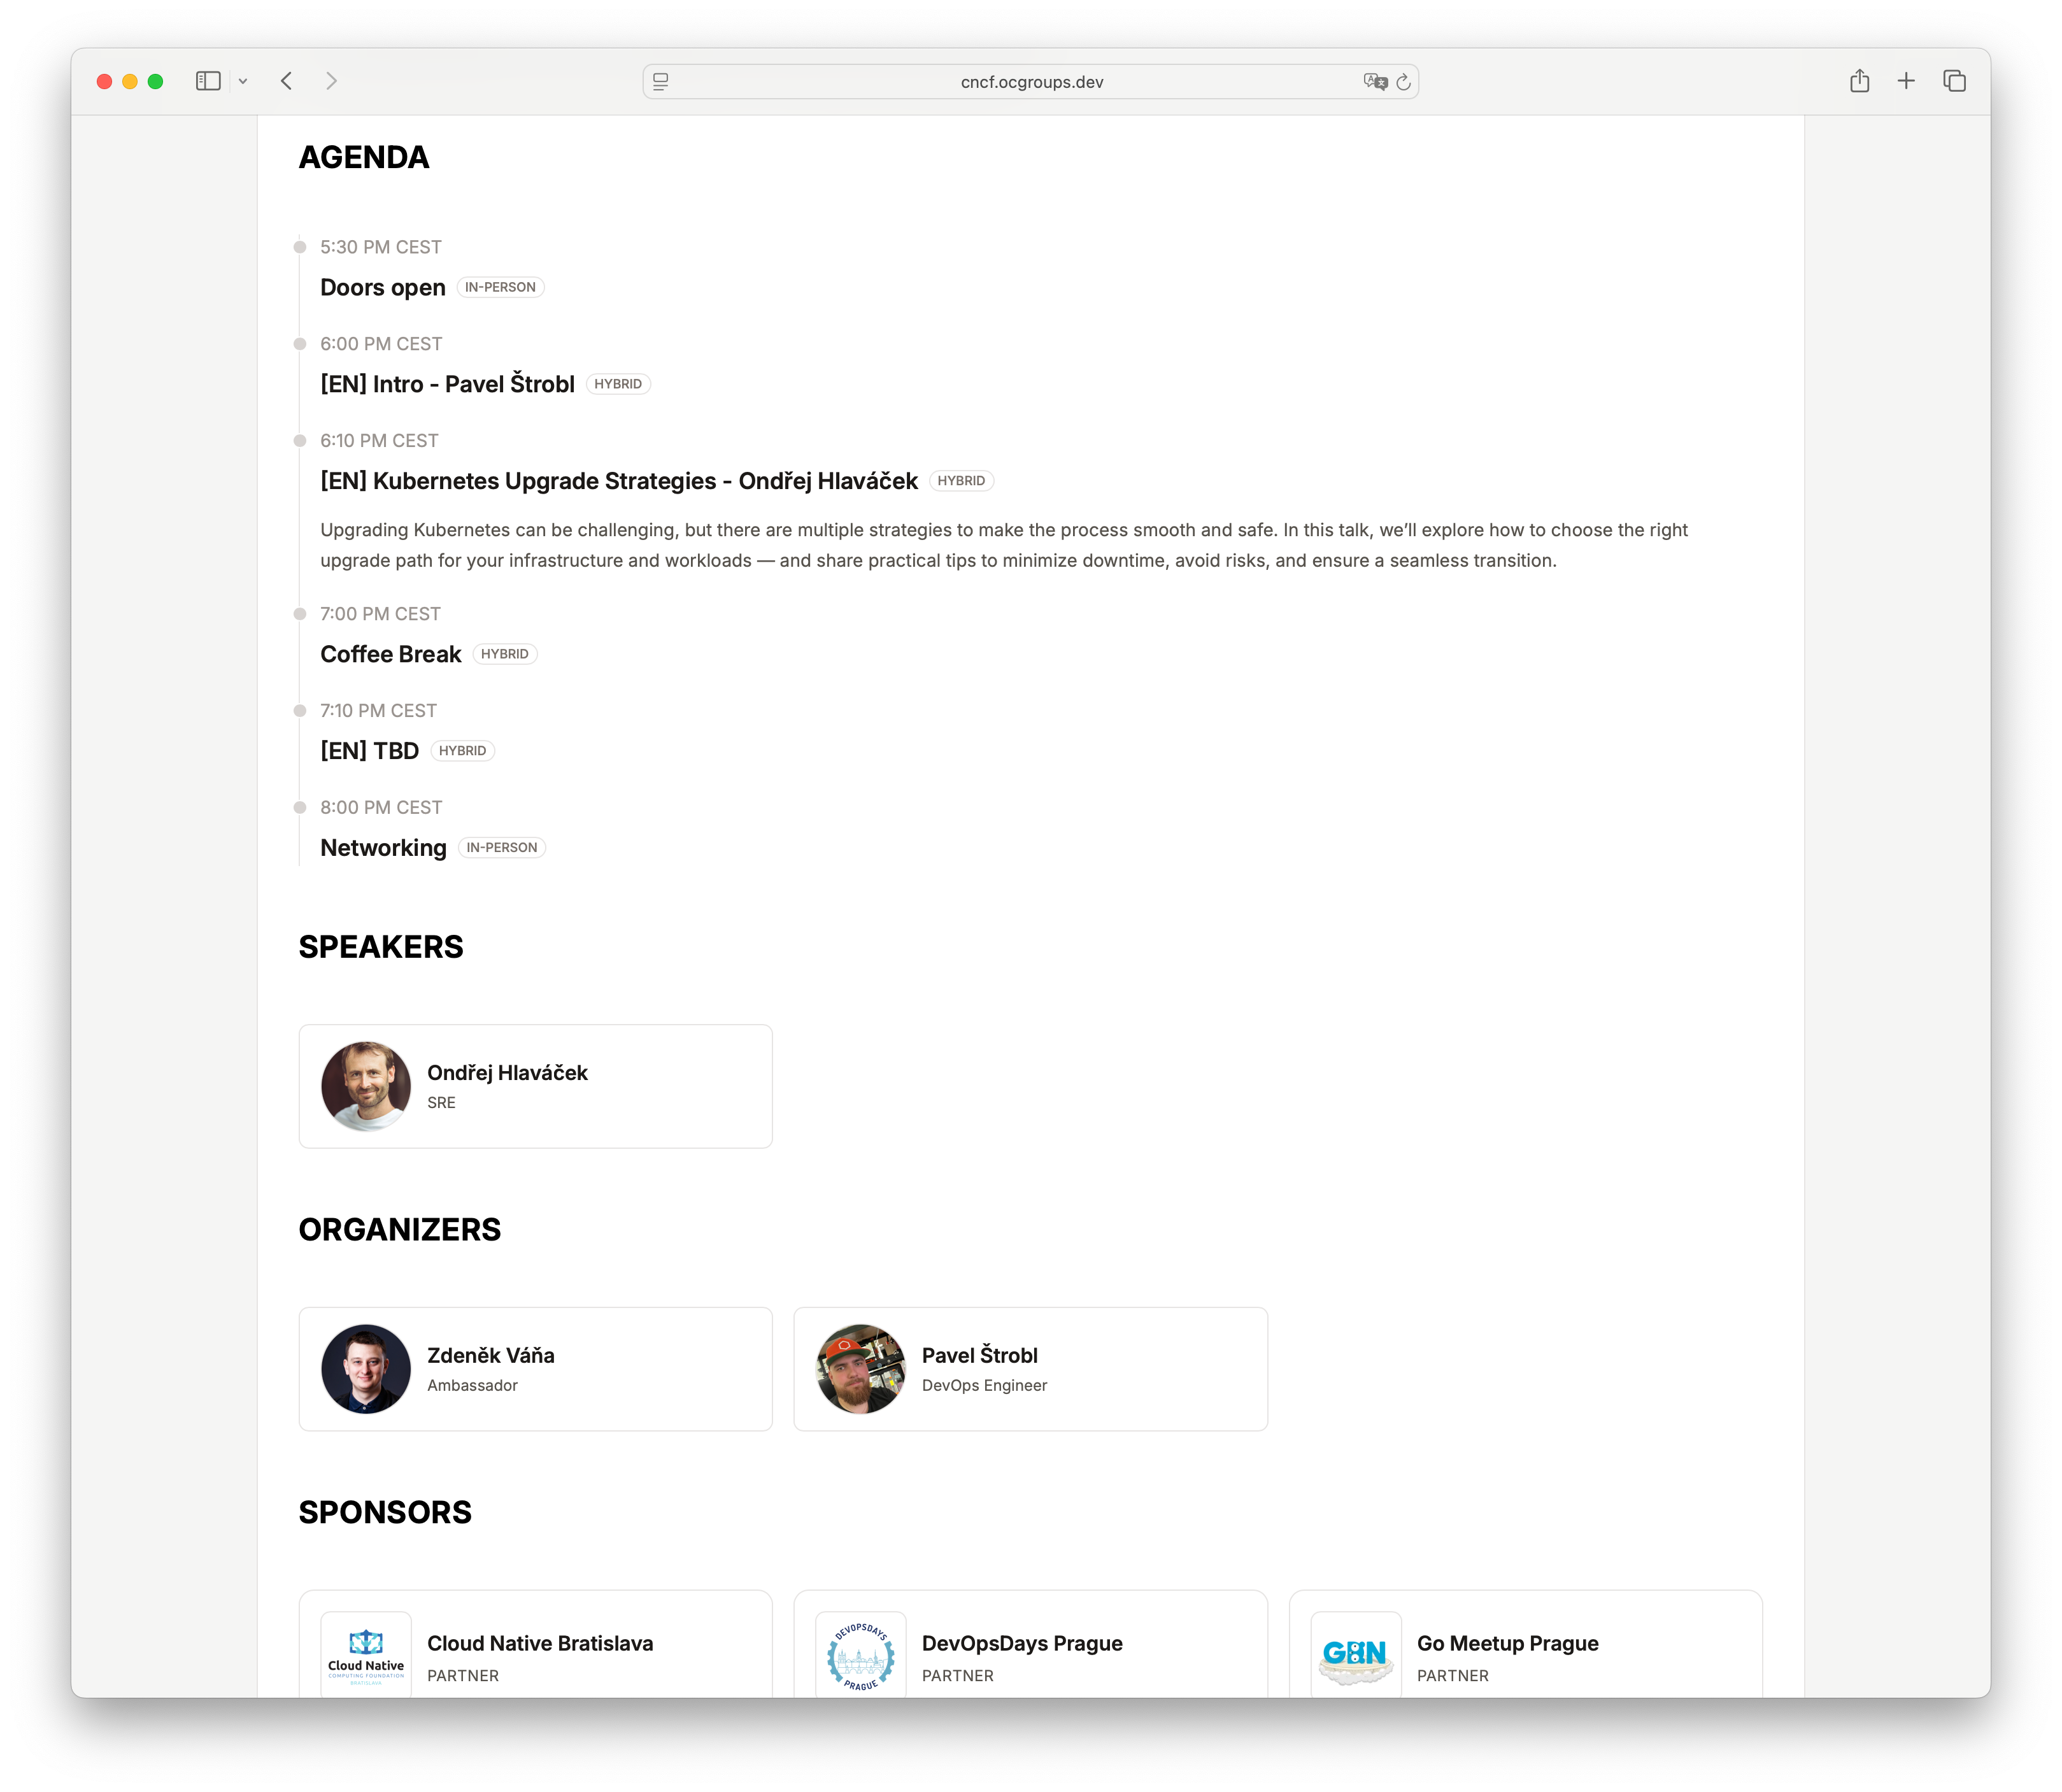 cncf.ocgroups.dev
AGENDA
5:30 PM CEST
Doors open IN-PERSON
6:00 PM CEST
[EN] Intro - Pavel Štrobl HYBRID
6:10 PM CEST
[EN] Kubernetes Upgrade Strategies - Ondřej Hlaváček HYBRID
Upgrading Kubernetes can be challenging, but there are multiple strategies to make the process smooth and safe. In this talk, we’ll explore how to choose the right
upgrade path for your infrastructure and workloads — and share practical tips to minimize downtime, avoid risks, and ensure a seamless transition.
7:00 PM CEST
Coffee Break HYBRID
7:10 PM CEST
[EN] TBD HYBRID
8:00 PM CEST
Networking IN-PERSON
SPEAKERS
Ondřej Hlaváček
SRE
ORGANIZERS
Zdeněk Váňa
Ambassador
Pavel Štrobl
DevOps Engineer
SPONSORS
Cloud Native
COMPUTING FOUNDATION
BRATISLAVA
Cloud Native Bratislava
PARTNER
DEVOPSDAYS
PRAGUE
DevOpsDays Prague
PARTNER
Go Meetup Prague
PARTNER